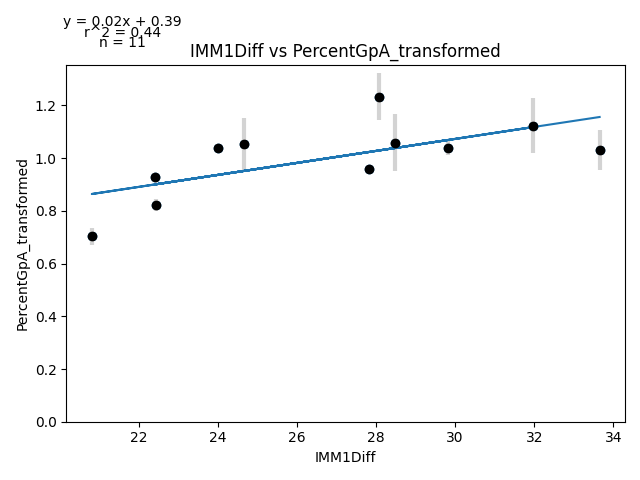 y = 0.02x + 0.39
r^2 = 0.44
n = 11
IMM1Diff vs PercentGpA_transformed
1.2
1.0
0.8
0.6
0.4
0.2
0.0
PercentGpA_transformed
22 24 26 28 30 32 34
IMM1Diff